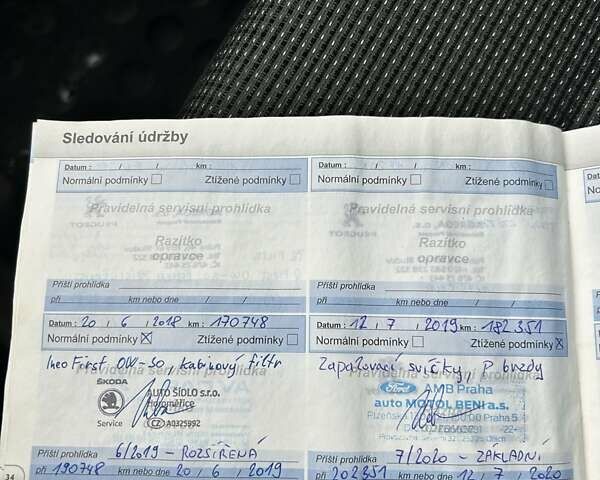 Sledování údržby
Datum : / / km :
Normální podmínky Ztížené podmínky
Pravidelná servisní prohlídka
Razítko
opravce
Příští prohlídka
při km nebo dne / /
Datum : 20 / 6 / 2018 km : 170748
Normální podmínky Ztížené podmínky
Ineo First 0W-30, kabinový filtr
ŠKODA
Service
AUTO ŠÍDLO s.r.o.
Horoměřice
CZ
Příští prohlídka 6/2019 - ROZŠÍŘENÁ
při 190748 km nebo dne 20 / 6 / 2019
34
Datum : / / km :
Normální podmínky Ztížené podmínky
Pravidelná servisní prohlídka
PEUGEOT
Razítko
opravce
Příští prohlídka
při km nebo dne / /
Datum : 12 / 7 / 2019 km : 182351
Normální podmínky Ztížené podmínky
Zapalovací svíčky, P brzdy
Ford
AMB Praha
auto MOTOL BENI a.s.
Příští prohlídka 7/2020 - ZÁKLADNÍ
při 202351 km nebo dne 12 / 7 / 2020